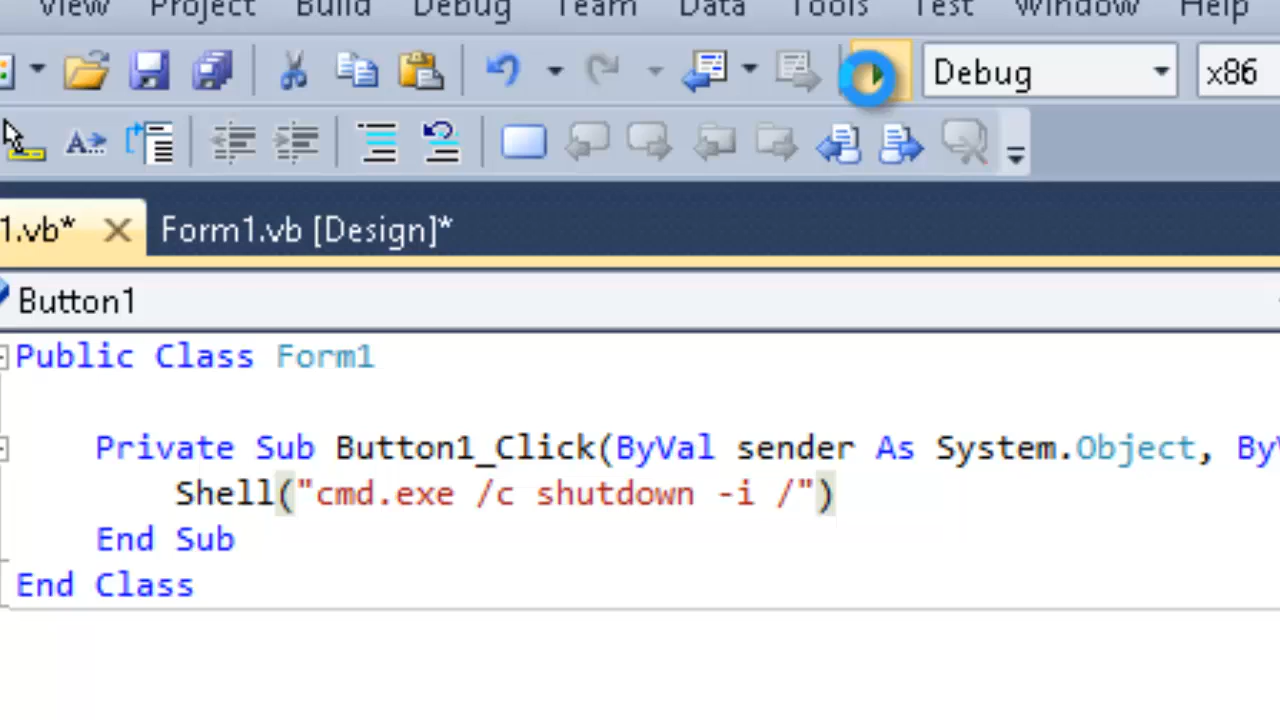 View Project Build Debug Team Data Tools Test Window Help
Debug x86
1.vb* Form1.vb [Design]*
Button1
Public Class Form1
Private Sub Button1_Click(ByVal sender As System.Object, ByV
Shell("cmd.exe /c shutdown -i /")
End Sub
End Class